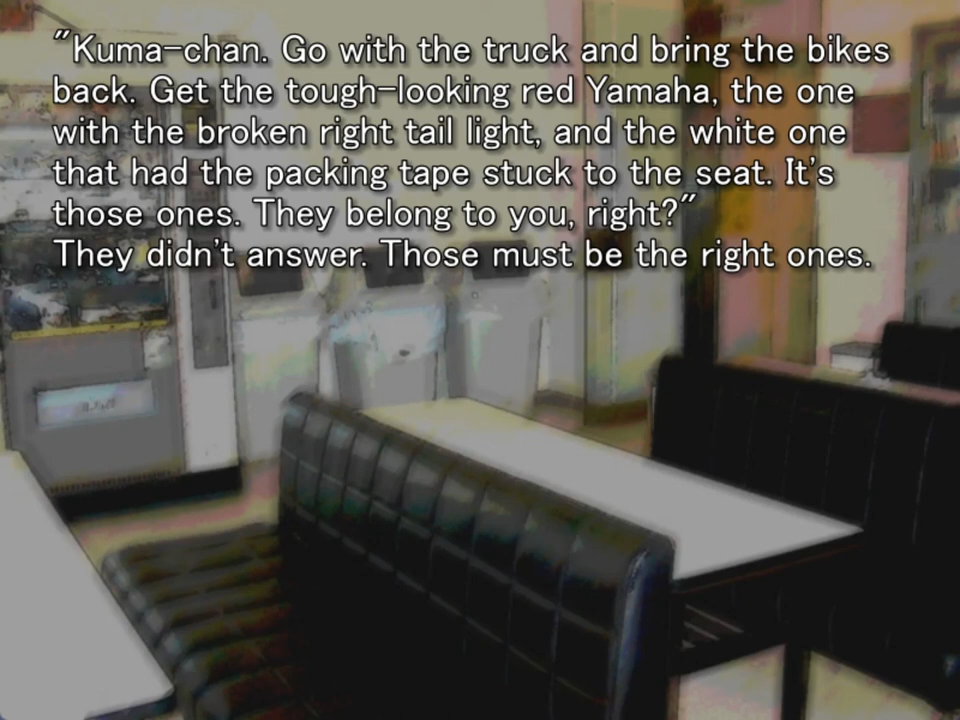 "Kuma-chan. Go with the truck and bring the bikes
back. Get the tough-looking red Yamaha, the one
with the broken right tail light, and the white one
that had the packing tape stuck to the seat. It's
those ones. They belong to you, right?"
They didn't answer. Those must be the right ones.